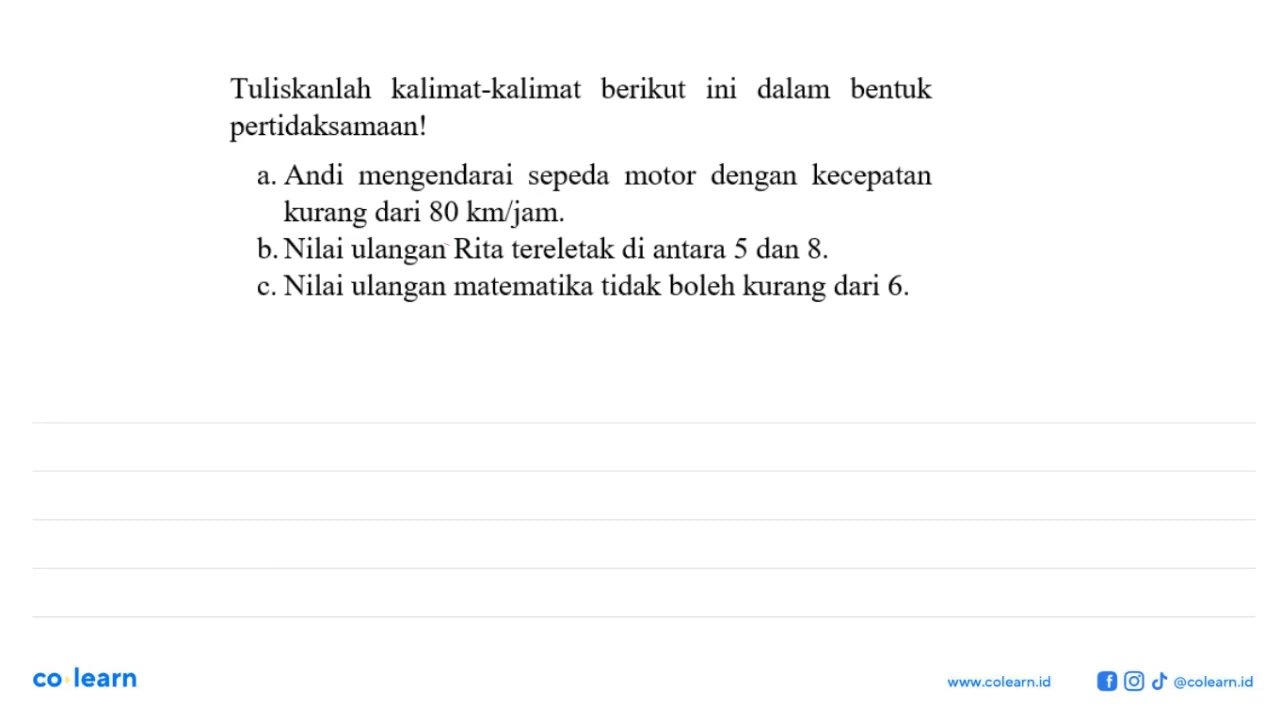 Tuliskanlah kalimat-kalimat berikut ini dalam bentuk
pertidaksamaan!
a. Andi mengendarai sepeda motor dengan kecepatan
kurang dari 80 km/jam.
b. Nilai ulangan Rita tereletak di antara 5 dan 8.
c. Nilai ulangan matematika tidak boleh kurang dari 6.
co learn
www.colearn.id
@colearn.id